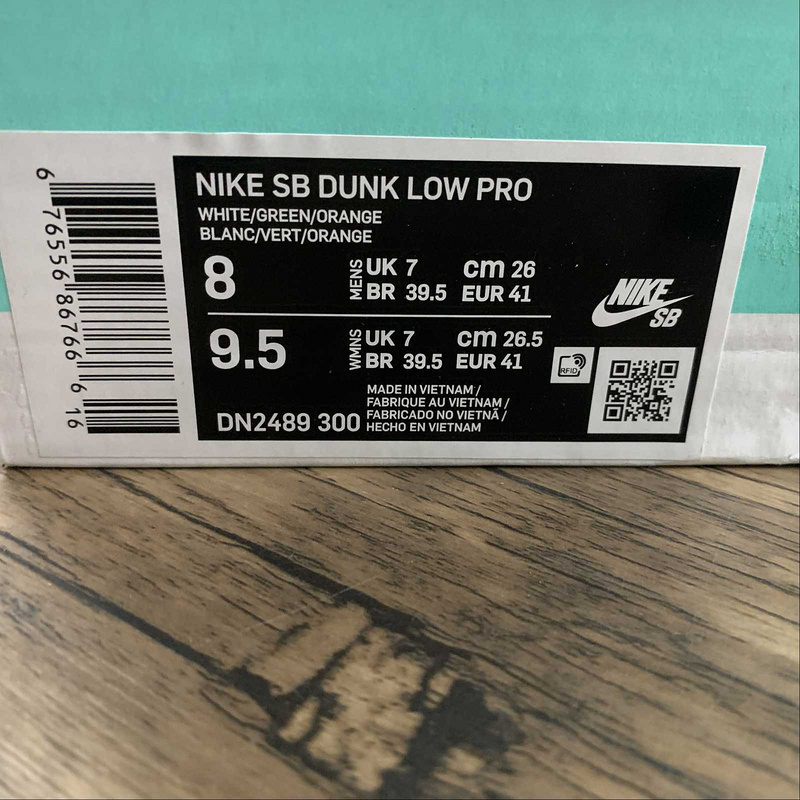 NIKE SB DUNK LOW PRO
WHITE/GREEN/ORANGE
BLANC/VERT/ORANGE
8 MENS UK 7 cm 26
BR 39.5 EUR 41
9.5 WMNS UK 7 cm 26.5
BR 39.5 EUR 41
DN2489 300
MADE IN VIETNAM /
FABRIQUE AU VIETNAM /
FABRICADO NO VIETNÃ /
HECHO EN VIETNAM
NIKE
SB
RFID
6 76556 86766 6 16